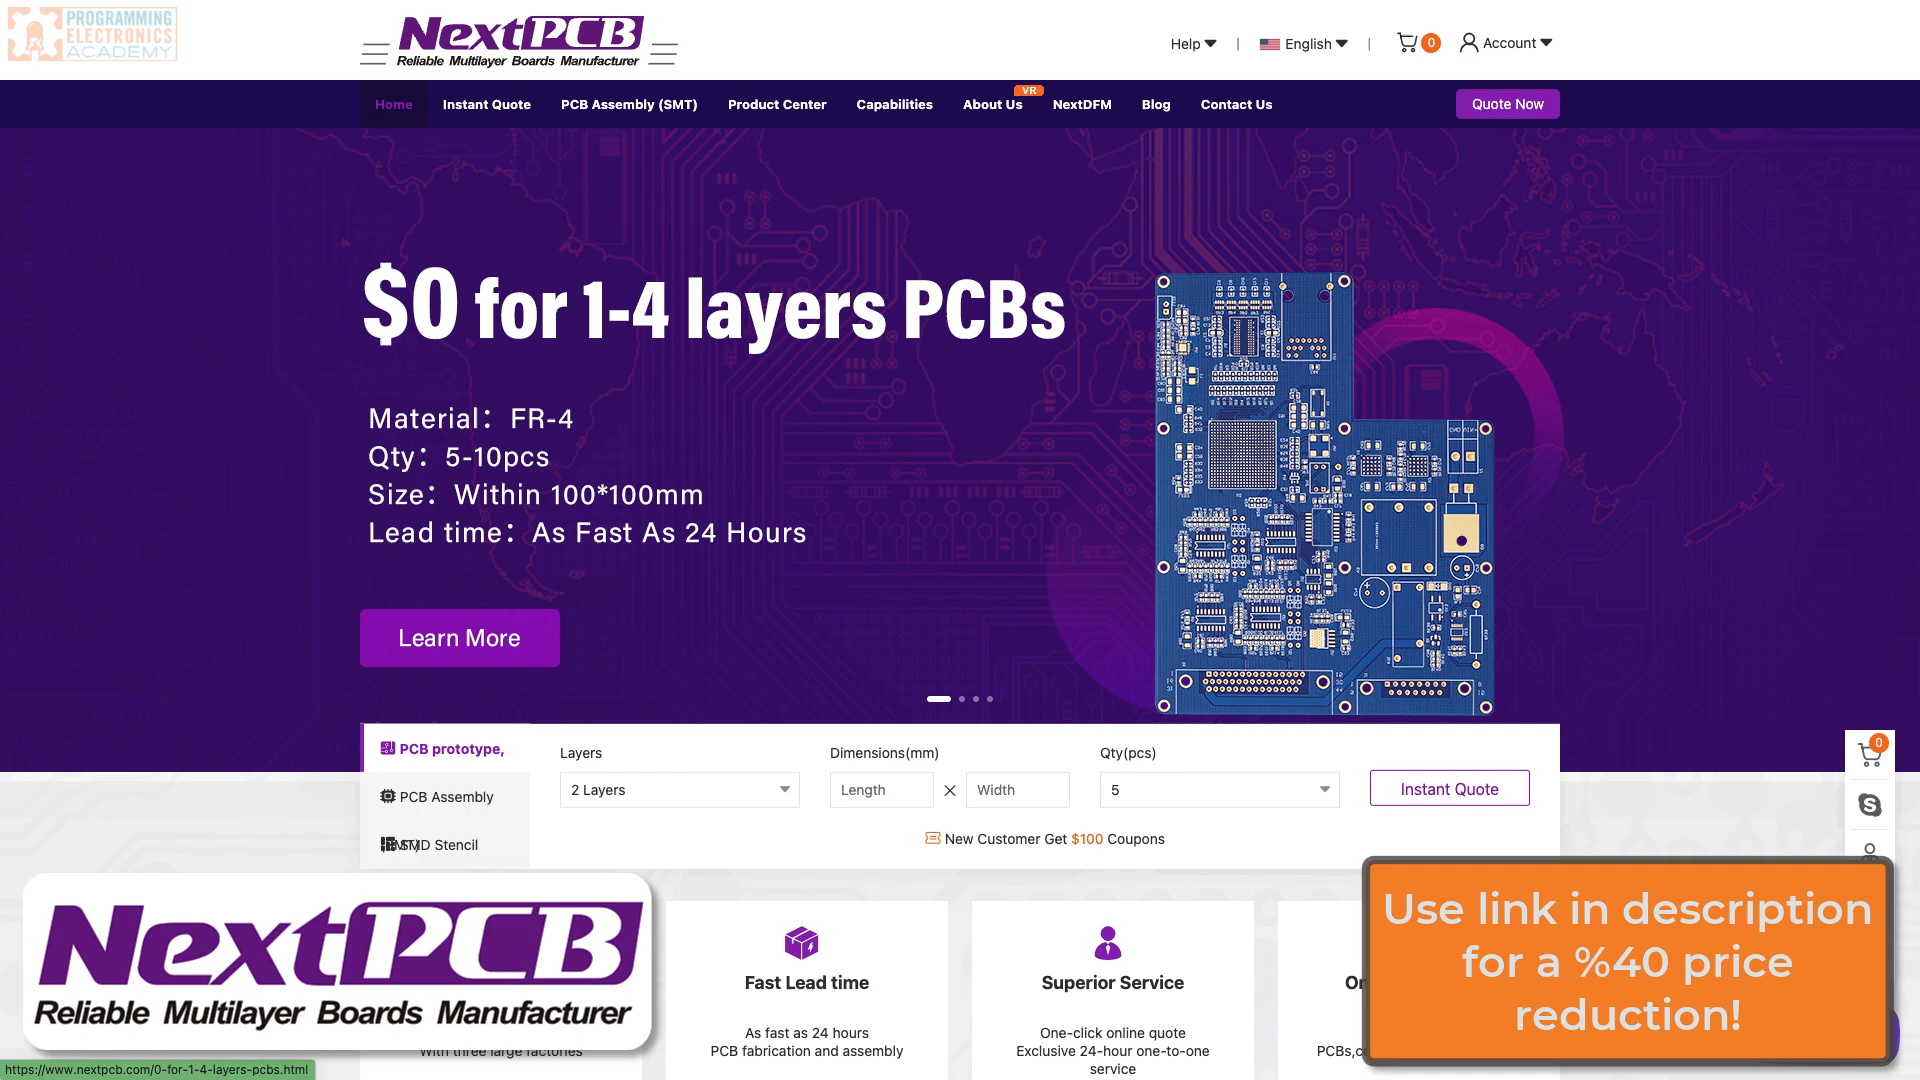 PROGRAMMING
ELECTRONICS
ACADEMY
NextPCB
Reliable Multilayer Boards Manufacturer
Help
English
0
Account
Home
Instant Quote
PCB Assembly (SMT)
Product Center
Capabilities
About Us
VR
NextDFM
Blog
Contact Us
Quote Now
$0 for 1-4 layers PCBs
Material: FR-4
Qty: 5-10pcs
Size: Within 100*100mm
Lead time: As Fast As 24 Hours
Learn More
PCB prototype,
PCB Assembly
SMD Stencil
Layers
2 Layers
Dimensions(mm)
Length
Width
Qty(pcs)
5
Instant Quote
New Customer Get $100 Coupons
0
NextPCB
Reliable Multilayer Boards Manufacturer
With three large factories
Fast Lead time
As fast as 24 hours
PCB fabrication and assembly
Superior Service
One-click online quote
Exclusive 24-hour one-to-one
service
Use link in description
for a %40 price
reduction!
https://www.nextpcb.com/0-for-1-4-layers-pcbs.html